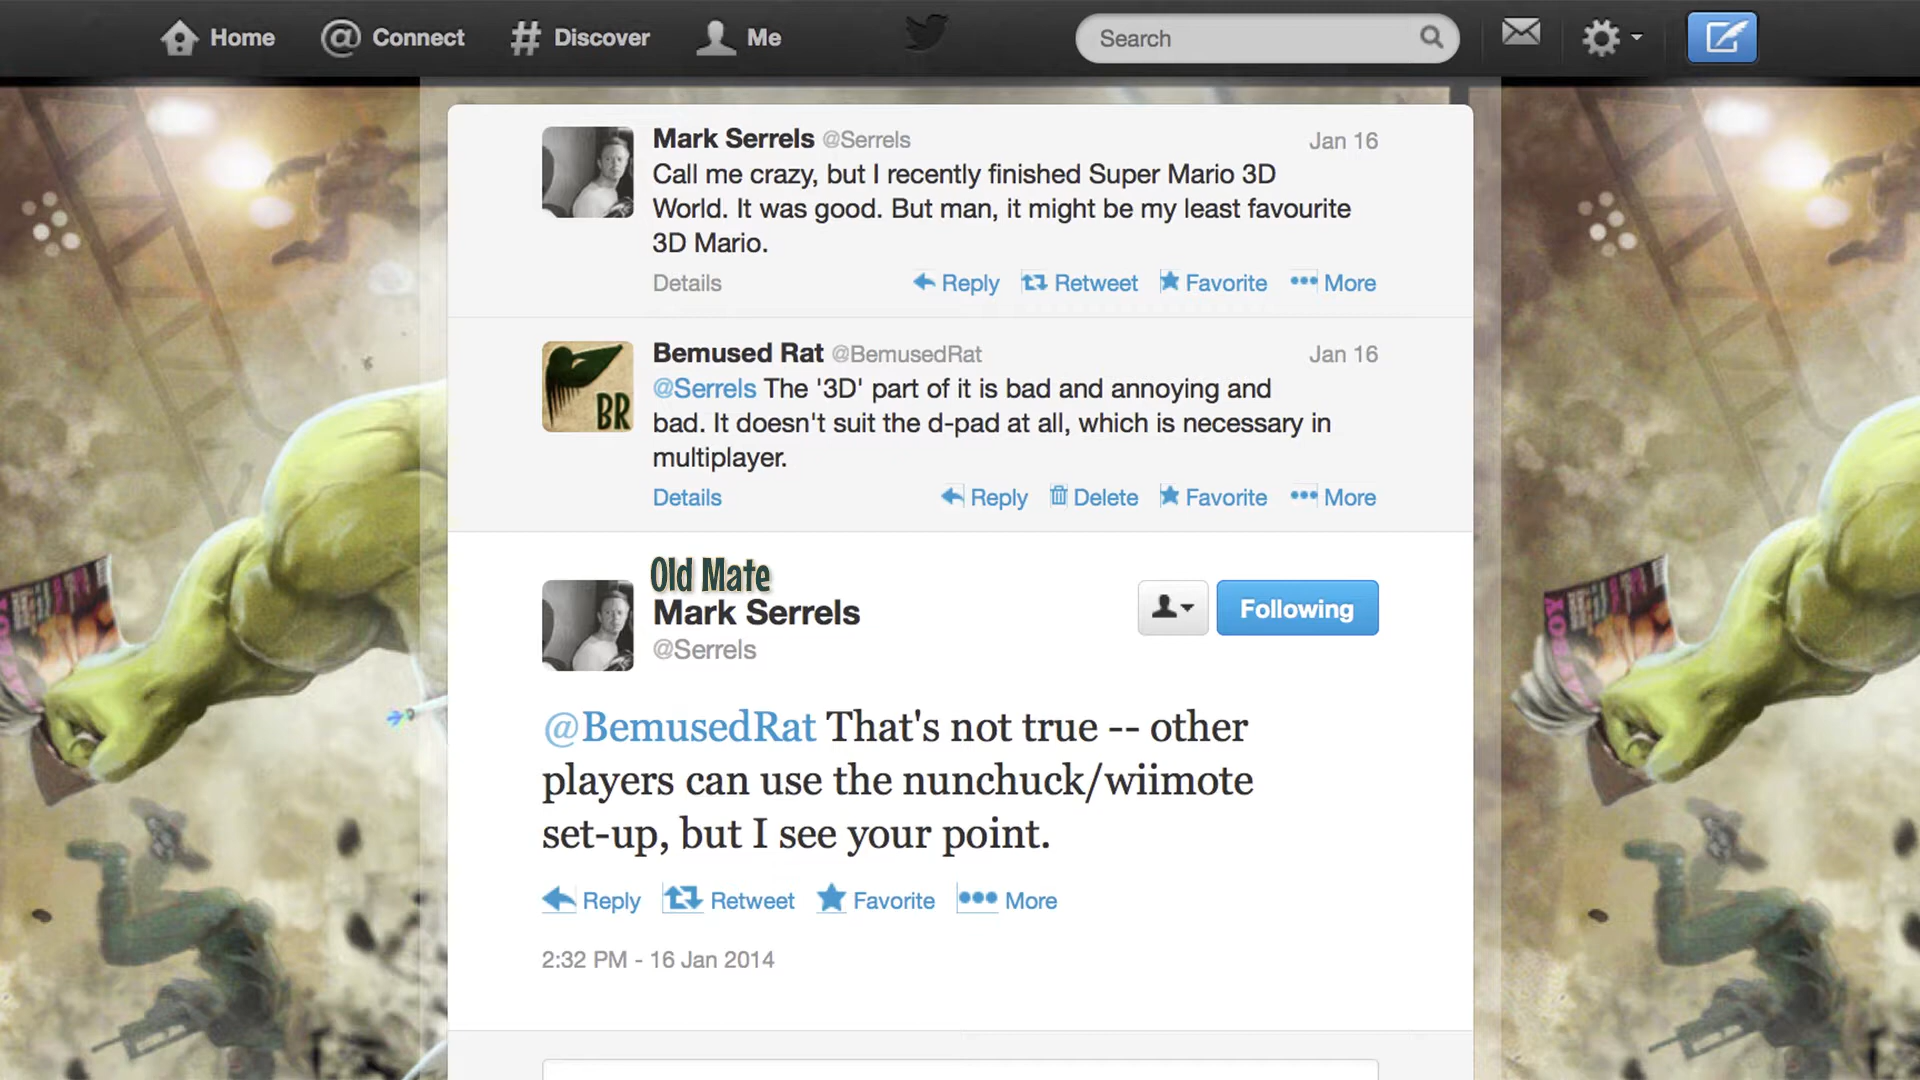 Home Connect Discover Me Search
Mark Serrels @Serrels Jan 16
Call me crazy, but I recently finished Super Mario 3D
World. It was good. But man, it might be my least favourite
3D Mario.
Details Reply Retweet Favorite More
Bemused Rat @BemusedRat Jan 16
BR
@Serrels The '3D' part of it is bad and annoying and
bad. It doesn't suit the d-pad at all, which is necessary in
multiplayer.
Details Reply Delete Favorite More
Old Mate
Mark Serrels
Following
@Serrels
@BemusedRat That's not true -- other
players can use the nunchuck/wiimote
set-up, but I see your point.
Reply Retweet Favorite More
2:32 PM - 16 Jan 2014